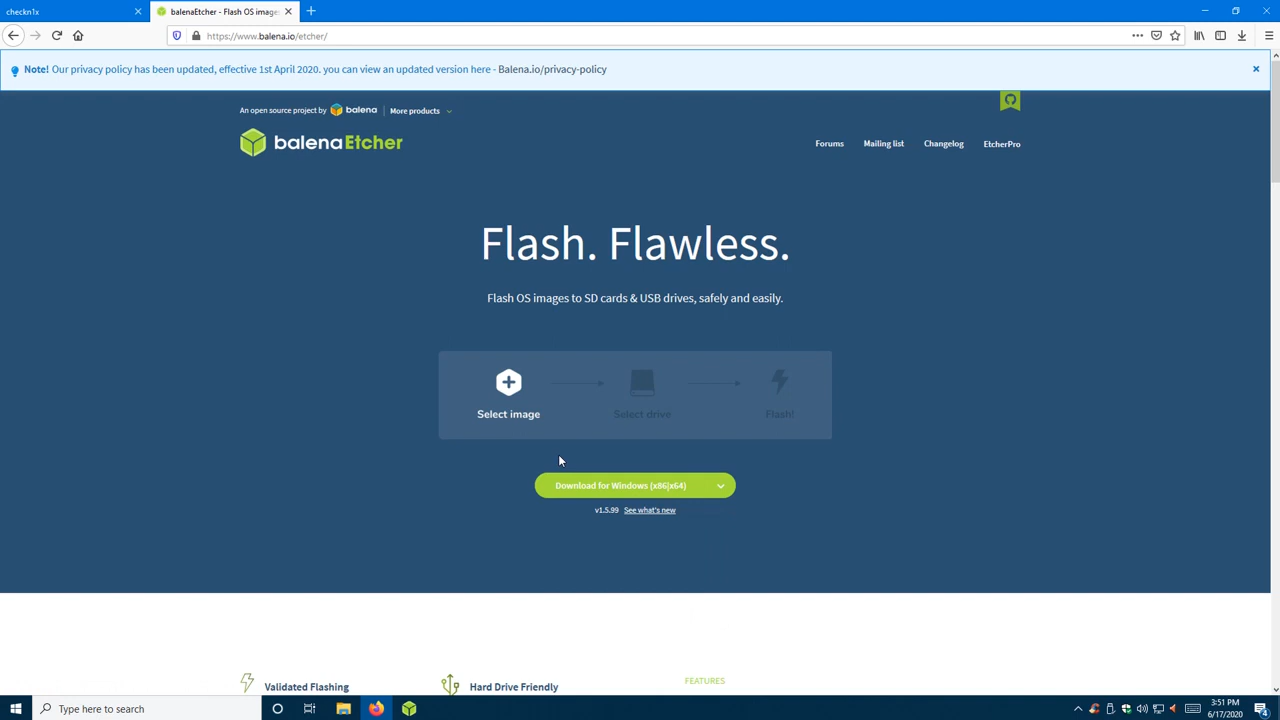 checkn1x
balenaEtcher - Flash OS images
https://www.balena.io/etcher/
Note! Our privacy policy has been updated, effective 1st April 2020. you can view an updated version here - Balena.io/privacy-policy
An open source project by balena More products
balenaEtcher
Forums Mailing list Changelog EtcherPro
Flash. Flawless.
Flash OS images to SD cards & USB drives, safely and easily.
Select image Select drive Flash!
Download for Windows (x86|x64)
v1.5.99 See what's new
FEATURES
Validated Flashing Hard Drive Friendly
Type here to search
3:51 PM
6/17/2020
4